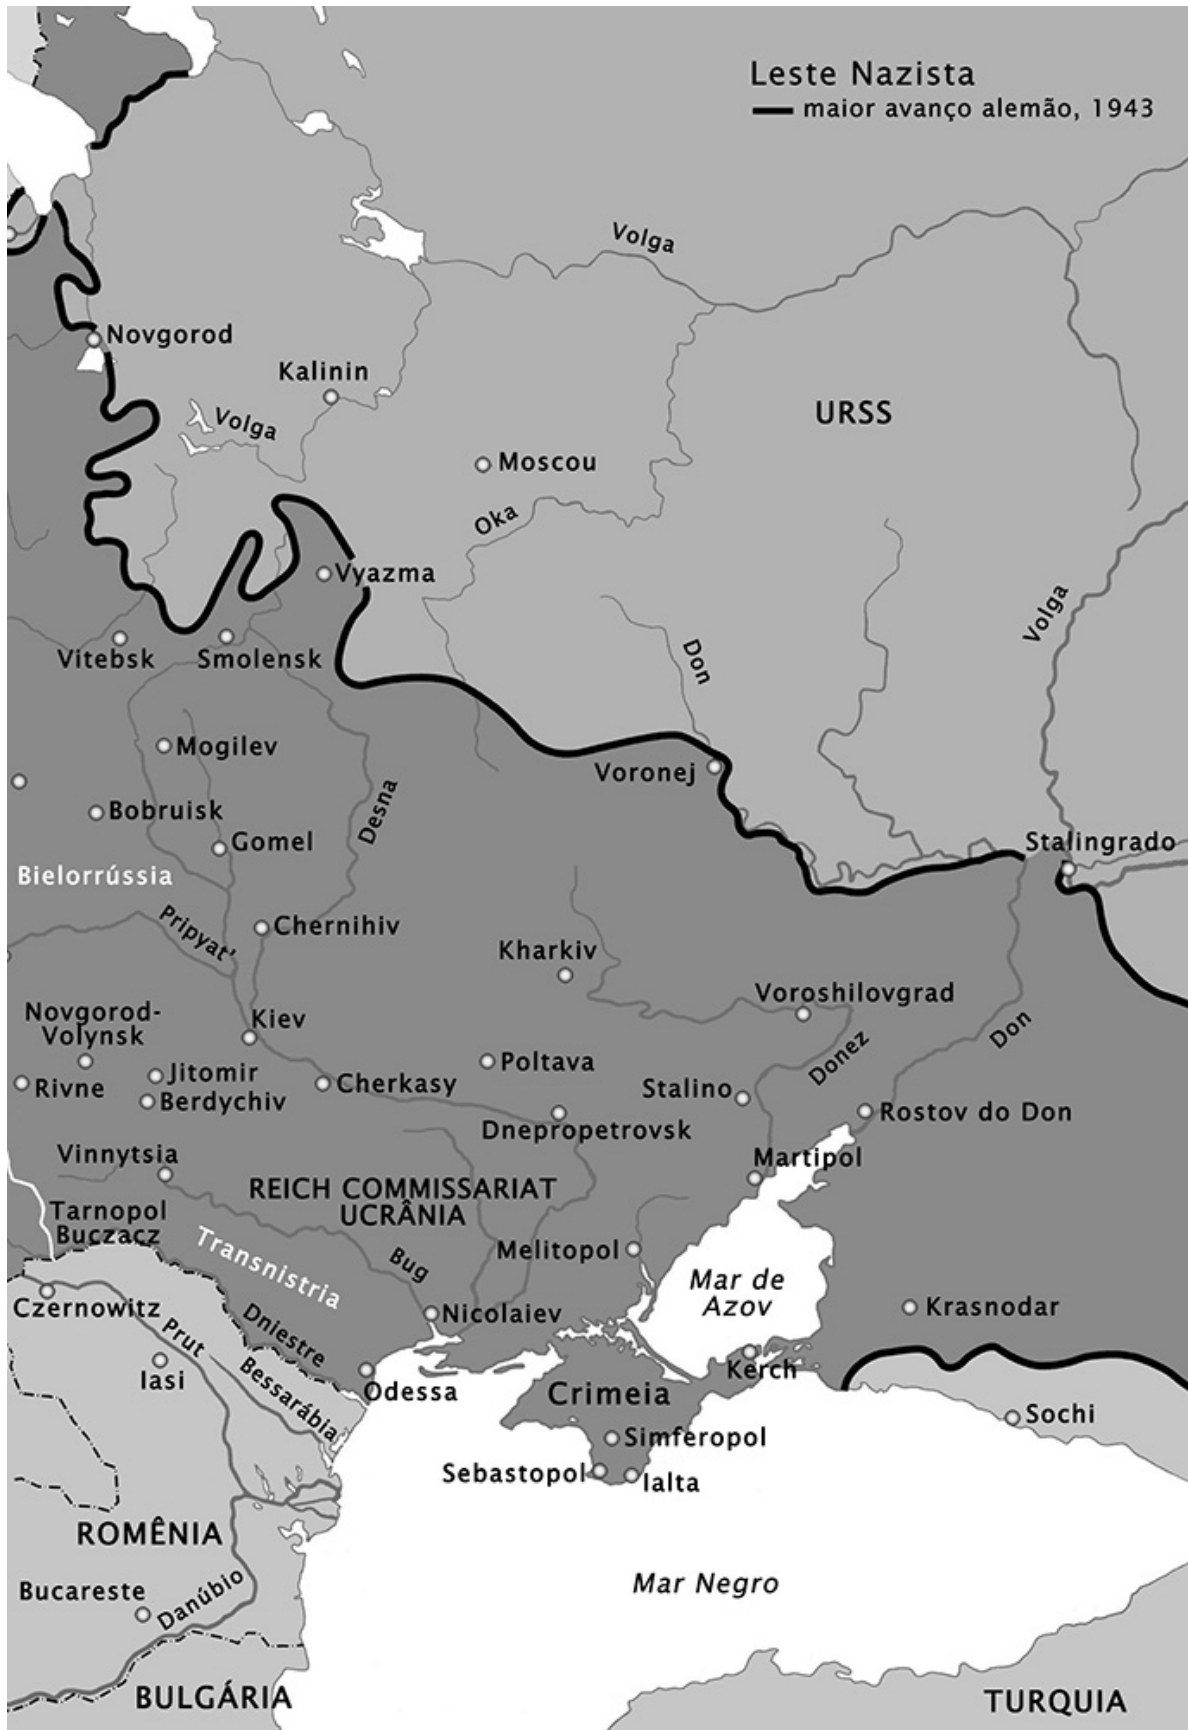 Leste Nazista
maior avanço alemão, 1943
Volga
Novgorod
Kalinin
Volga
URSS
Moscou
Oka
Vyazma
Volga
Vitebsk
Smolensk
Don
Mogilev
Voronej
Desna
Bobruisk
Gomel
Stalingrado
Bielorrússia
Pripyat'
Chernihiv
Kharkiv
Voroshilovgrad
Novgorod-
Volynsk
Kiev
Don
Donez
Rivne
Jitomir
Berdychiv
Cherkasy
Poltava
Stalino
Rostov do Don
Dnepropetrovsk
Vinnytsia
Martipol
REICH COMMISSARIAT
UCRÂNIA
Tarnopol
Buczacz
Transnistria
Bug
Melitopol
Mar de
Azov
Czernowitz
Dniestre
Nicolaiev
Krasnodar
Prut
Iasi
Bessarábia
Odessa
Kerch
Crimeia
Sochi
Simferopol
Sebastopol
Ialta
ROMÊNIA
Mar Negro
Bucareste
Danúbio
BULGÁRIA
TURQUIA